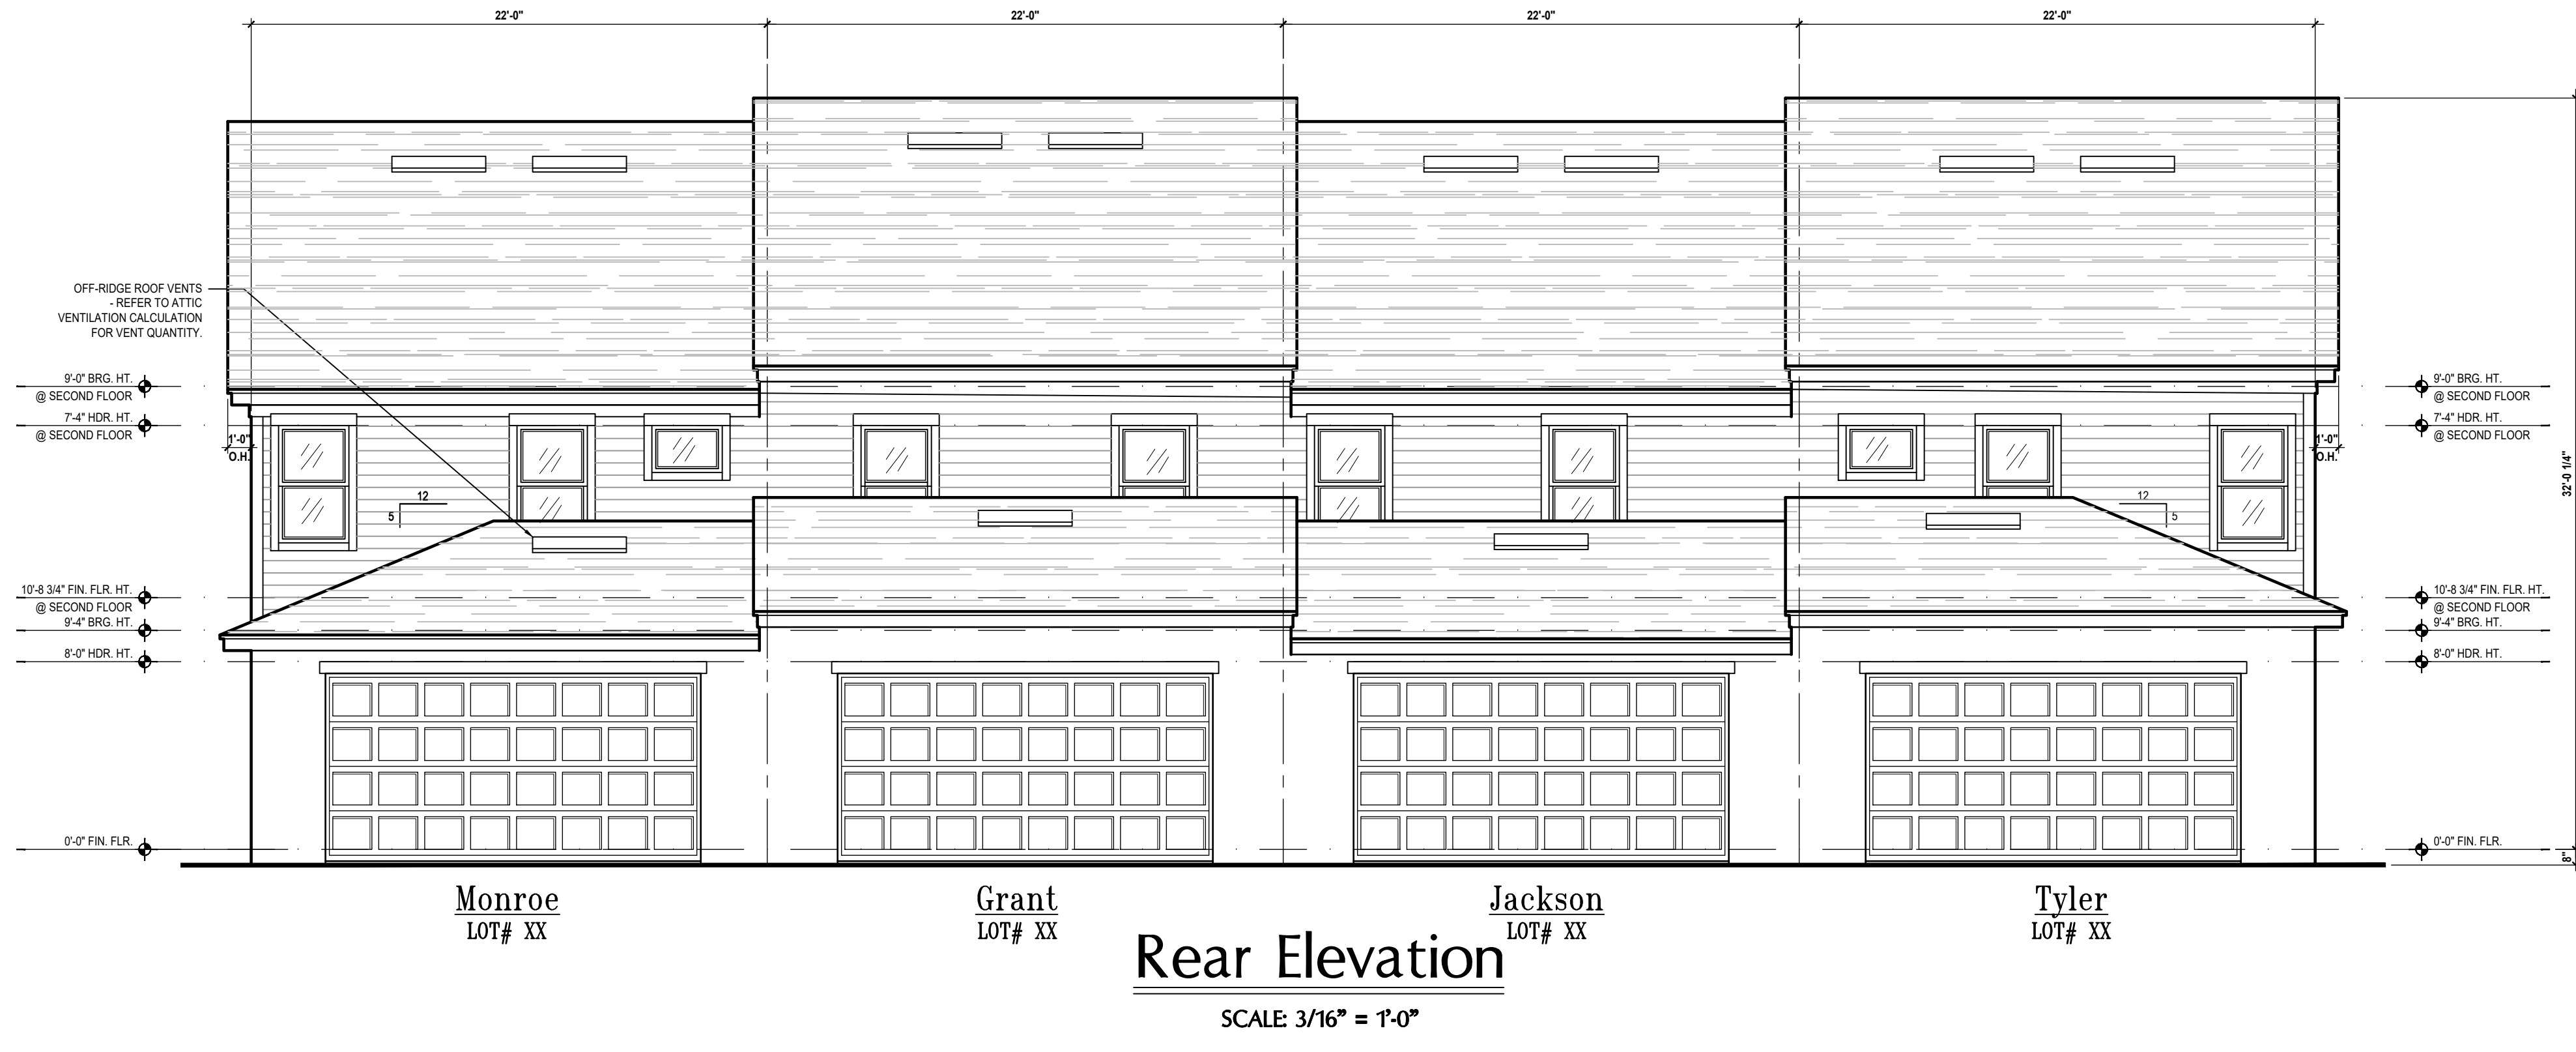 22'-0"
22'-0"
22'-0"
22'-0"
OFF-RIDGE ROOF VENTS
- REFER TO ATTIC
VENTILATION CALCULATION
FOR VENT QUANTITY.
9'-0" BRG. HT.
@ SECOND FLOOR
7'-4" HDR. HT.
@ SECOND FLOOR
1'-0"
O.H.
12
5
10'-8 3/4" FIN. FLR. HT.
@ SECOND FLOOR
9'-4" BRG. HT.
8'-0" HDR. HT.
0'-0" FIN. FLR.
9'-0" BRG. HT.
@ SECOND FLOOR
7'-4" HDR. HT.
@ SECOND FLOOR
1'-0"
O.H.
12
5
10'-8 3/4" FIN. FLR. HT.
@ SECOND FLOOR
9'-4" BRG. HT.
8'-0" HDR. HT.
0'-0" FIN. FLR.
32'-0 1/4"
8"
Monroe
LOT# XX
Grant
LOT# XX
Jackson
LOT# XX
Tyler
LOT# XX
Rear Elevation
SCALE: 3/16" = 1'-0"